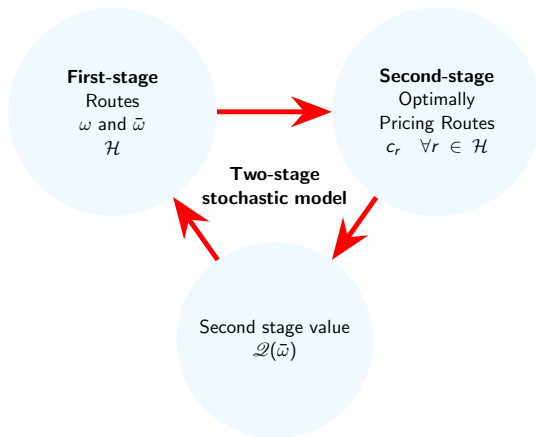 First-stage
Routes
ω and ω̄
ℋ
Second-stage
Optimally
Pricing Routes
c_r ∀r ∈ ℋ
Two-stage
stochastic model
Second stage value
𝒬(ω̄)